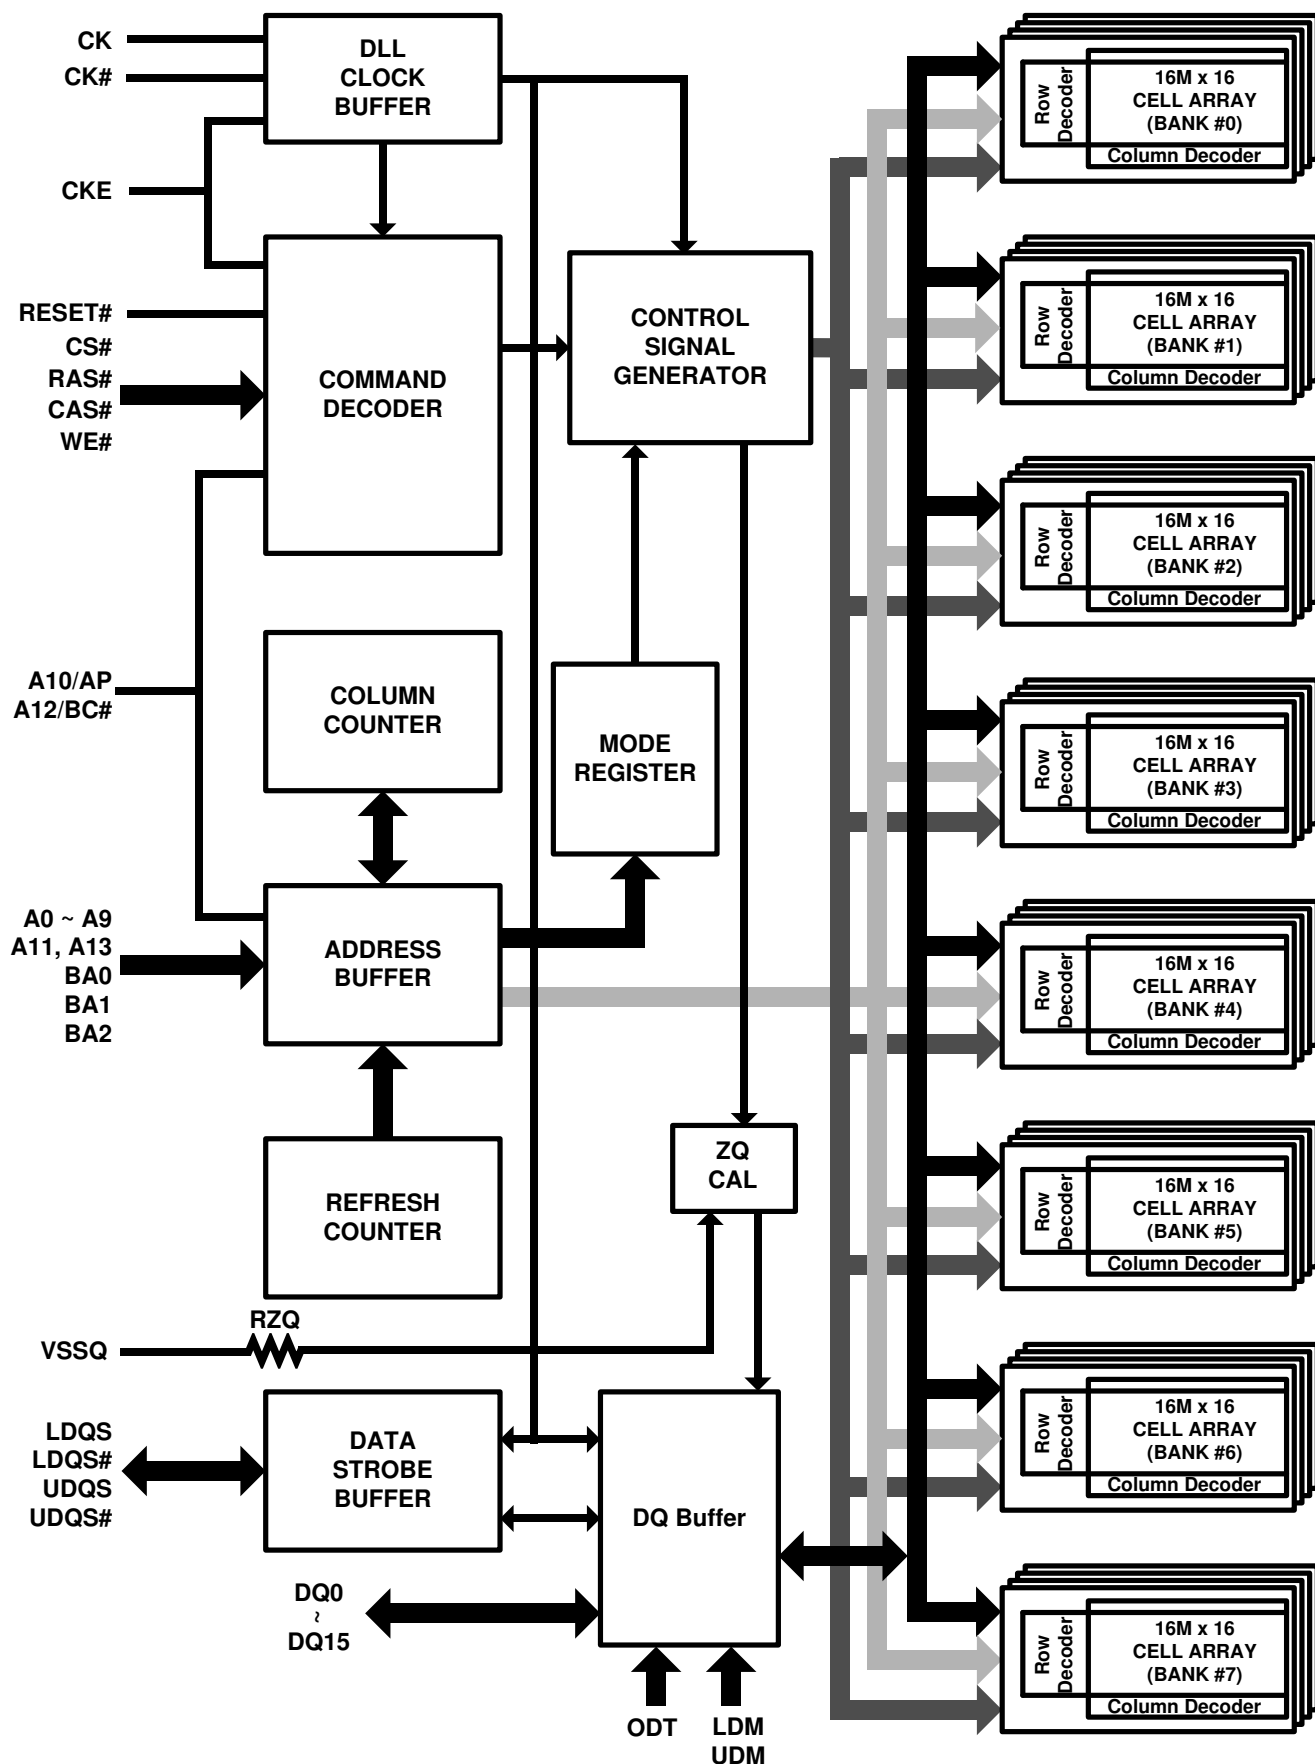 CK
CK#
CKE
RESET#
CS#
RAS#
CAS#
WE#
A10/AP
A12/BC#
A0 ~ A9
A11, A13
BA0
BA1
BA2
VSSQ
RZQ
LDQS
LDQS#
UDQS
UDQS#
DQ0
~
DQ15
DLL
CLOCK
BUFFER
COMMAND
DECODER
COLUMN
COUNTER
ADDRESS
BUFFER
REFRESH
COUNTER
DATA
STROBE
BUFFER
CONTROL
SIGNAL
GENERATOR
MODE
REGISTER
ZQ
CAL
DQ Buffer
ODT
LDM
UDM
Row
Decoder
16M x 16
CELL ARRAY
(BANK #0)
Column Decoder
Row
Decoder
16M x 16
CELL ARRAY
(BANK #1)
Column Decoder
Row
Decoder
16M x 16
CELL ARRAY
(BANK #2)
Column Decoder
Row
Decoder
16M x 16
CELL ARRAY
(BANK #3)
Column Decoder
Row
Decoder
16M x 16
CELL ARRAY
(BANK #4)
Column Decoder
Row
Decoder
16M x 16
CELL ARRAY
(BANK #5)
Column Decoder
Row
Decoder
16M x 16
CELL ARRAY
(BANK #6)
Column Decoder
Row
Decoder
16M x 16
CELL ARRAY
(BANK #7)
Column Decoder